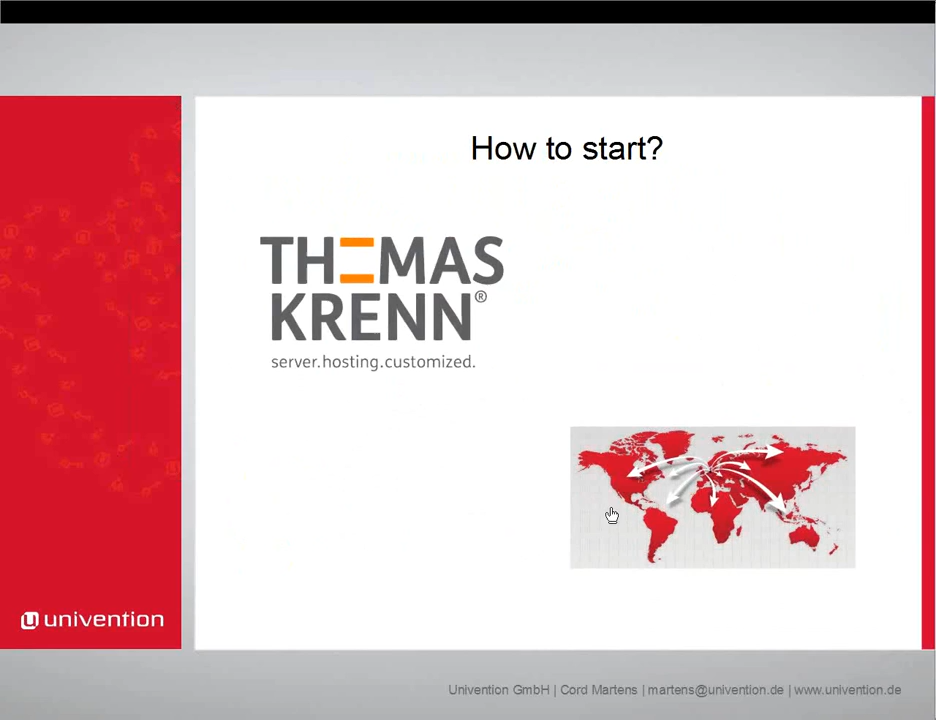 How to start?
THOMAS
KRENN®
server.hosting.customized.
univention
Univention GmbH | Cord Martens | martens@univention.de | www.univention.de